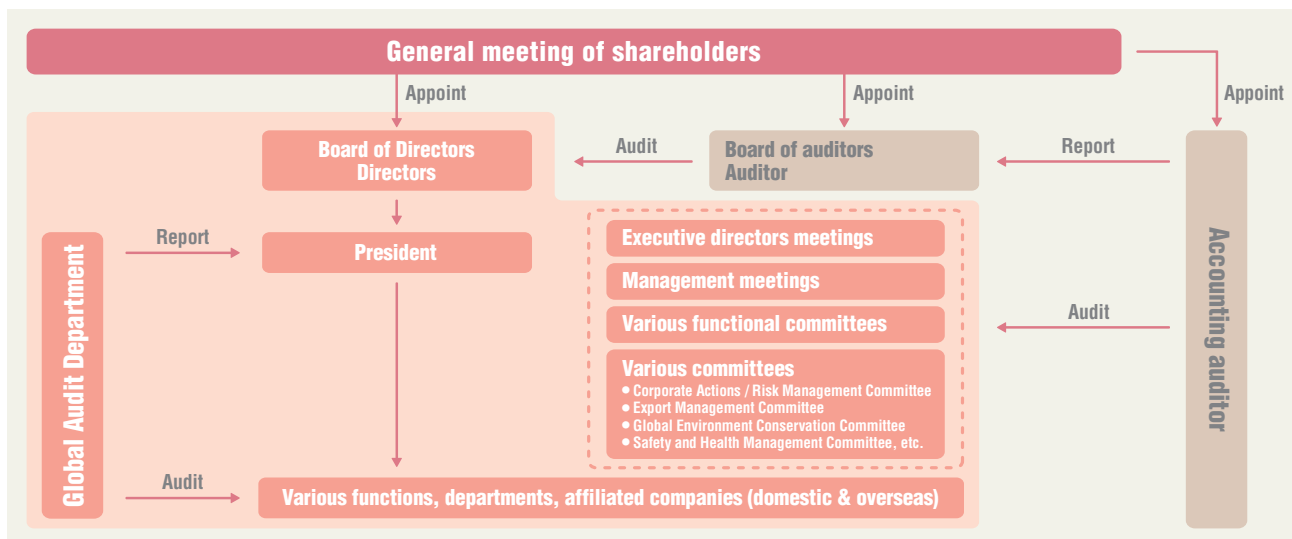 General meeting of shareholders
Appoint
Appoint
Appoint
Board of Directors
Directors
Audit
Board of auditors
Auditor
Report
Global Audit Department
Report
President
Executive directors meetings
Management meetings
Various functional committees
Various committees
● Corporate Actions / Risk Management Committee
● Export Management Committee
● Global Environment Conservation Committee
● Safety and Health Management Committee, etc.
Audit
Accounting auditor
Audit
Various functions, departments, affiliated companies (domestic & overseas)